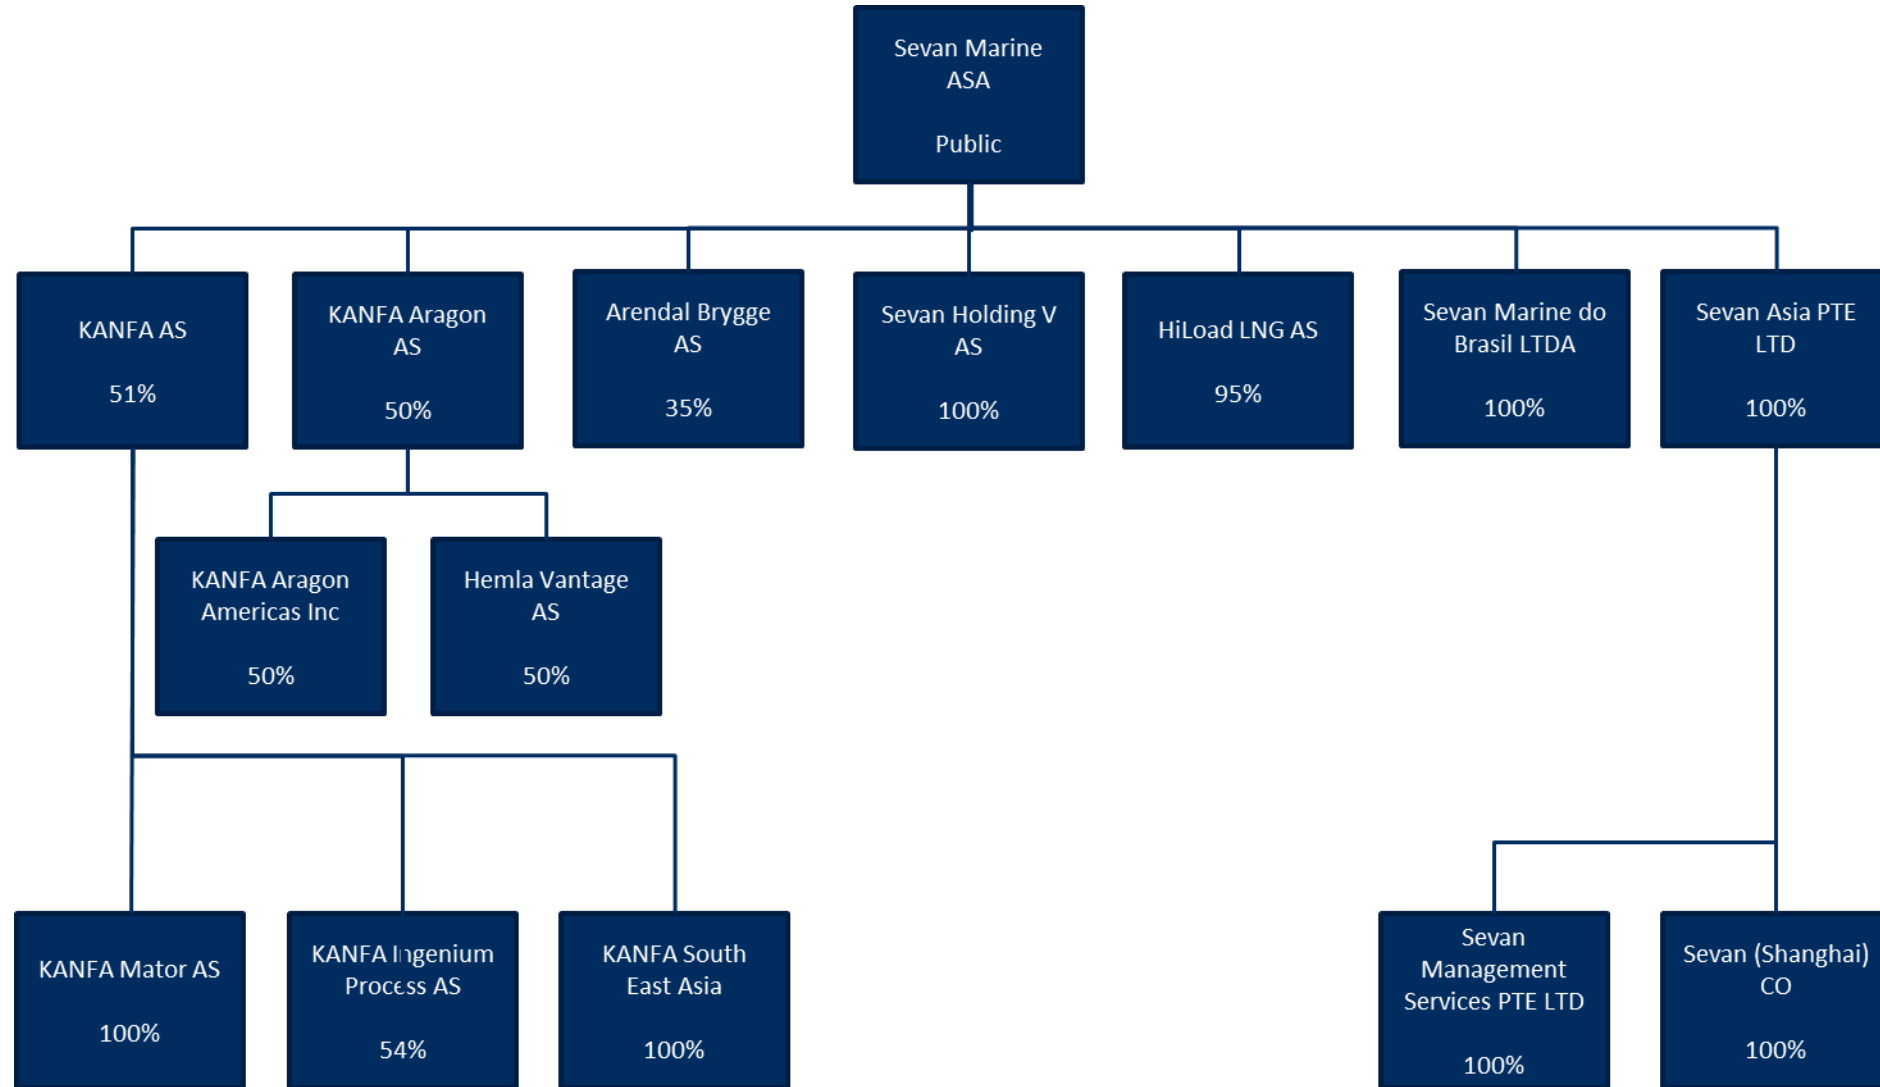 Sevan Marine
ASA
Public
KANFA AS
51%
KANFA Aragon
AS
50%
Arendal Brygge
AS
35%
Sevan Holding V
AS
100%
HiLoad LNG AS
95%
Sevan Marine do
Brasil LTDA
100%
Sevan Asia PTE
LTD
100%
KANFA Aragon
Americas Inc
50%
Hemla Vantage
AS
50%
KANFA Mator AS
100%
KANFA Ingenium
Process AS
54%
KANFA South
East Asia
100%
Sevan
Management
Services PTE LTD
100%
Sevan (Shanghai)
CO
100%